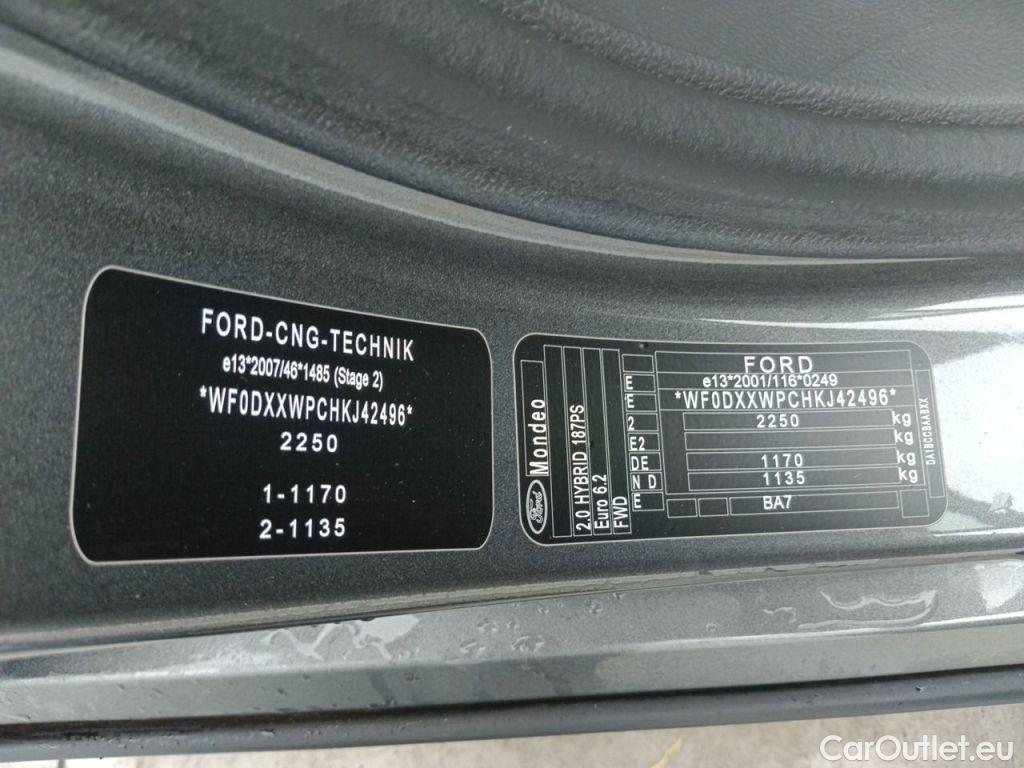 FORD-CNG-TECHNIK
e13*2007/46*1485 (Stage 2)
*WF0DXXWPCHKJ42496*
2250
1-1170
2-1135
Ford
Mondeo
2.0 HYBRID 187PS
Euro 6.2
FWD
FORD
E e13*2001/116*0249
E *WF0DXXWPCHKJ42496*
2 2250 kg
E2 kg
DE 1170 kg
N D 1135 kg
E BA7
DA1BCCBAABXX
CarOutlet.eu